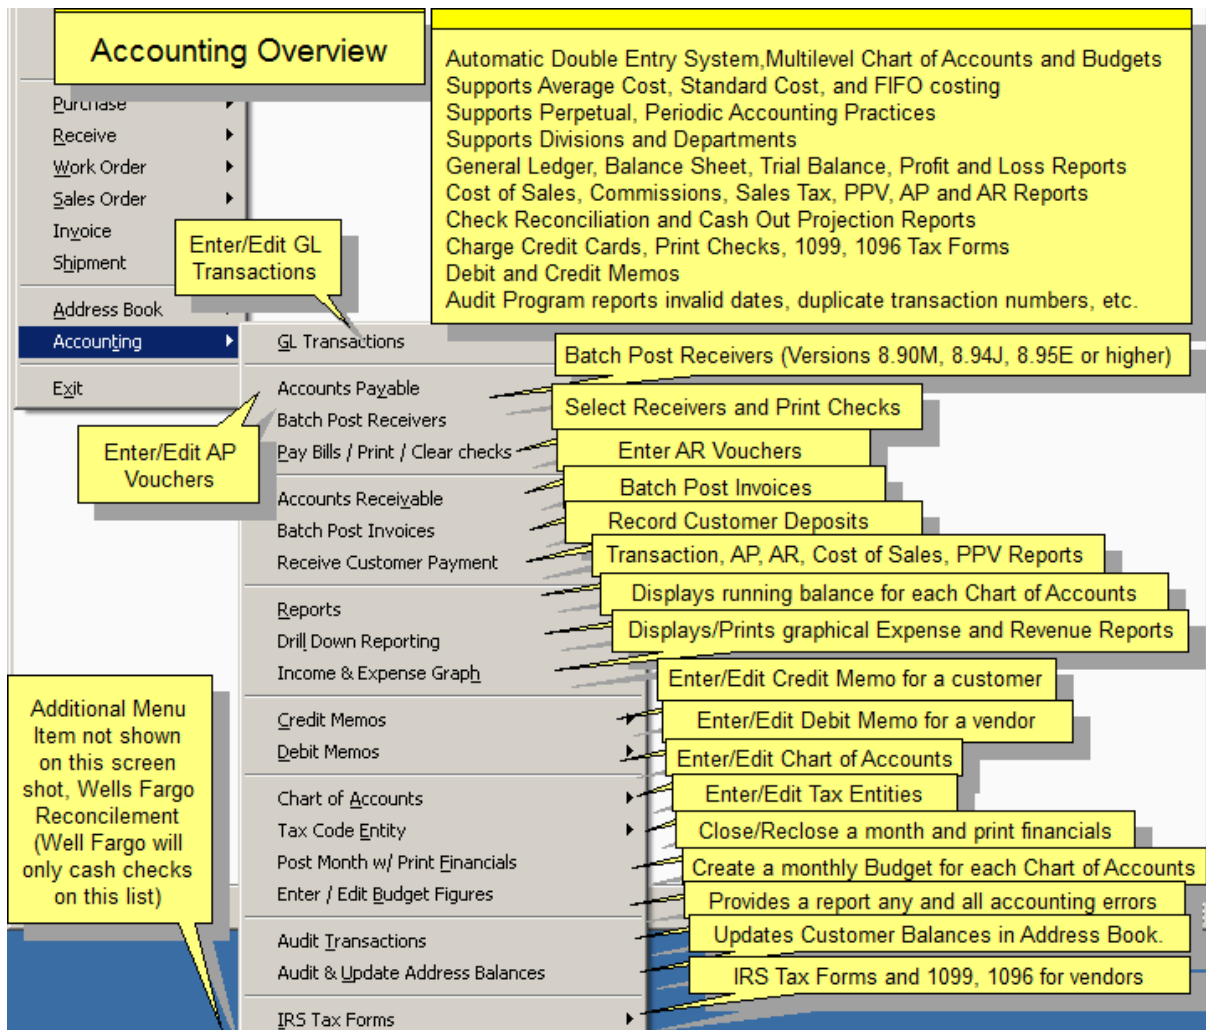 Accounting Overview
Automatic Double Entry System,Multilevel Chart of Accounts and Budgets
Supports Average Cost, Standard Cost, and FIFO costing
Supports Perpetual, Periodic Accounting Practices
Supports Divisions and Departments
General Ledger, Balance Sheet, Trial Balance, Profit and Loss Reports
Cost of Sales, Commissions, Sales Tax, PPV, AP and AR Reports
Check Reconciliation and Cash Out Projection Reports
Charge Credit Cards, Print Checks, 1099, 1096 Tax Forms
Debit and Credit Memos
Audit Program reports invalid dates, duplicate transaction numbers, etc.
Purchase
Receive
Work Order
Sales Order
Invoice
Shipment
Address Book
Accounting
Exit
Enter/Edit GL
Transactions
Enter/Edit AP
Vouchers
GL Transactions
Accounts Payable
Batch Post Receivers
Pay Bills / Print / Clear checks
Accounts Receivable
Batch Post Invoices
Receive Customer Payment
Reports
Drill Down Reporting
Income & Expense Graph
Credit Memos
Debit Memos
Chart of Accounts
Tax Code Entity
Post Month w/ Print Financials
Enter / Edit Budget Figures
Audit Transactions
Audit & Update Address Balances
IRS Tax Forms
Batch Post Receivers (Versions 8.90M, 8.94J, 8.95E or higher)
Select Receivers and Print Checks
Enter AR Vouchers
Batch Post Invoices
Record Customer Deposits
Transaction, AP, AR, Cost of Sales, PPV Reports
Displays running balance for each Chart of Accounts
Displays/Prints graphical Expense and Revenue Reports
Enter/Edit Credit Memo for a customer
Enter/Edit Debit Memo for a vendor
Enter/Edit Chart of Accounts
Enter/Edit Tax Entities
Close/Reclose a month and print financials
Create a monthly Budget for each Chart of Accounts
Provides a report any and all accounting errors
Updates Customer Balances in Address Book.
IRS Tax Forms and 1099, 1096 for vendors
Additional Menu
Item not shown
on this screen
shot, Wells Fargo
Reconcilement
(Well Fargo will
only cash checks
on this list)